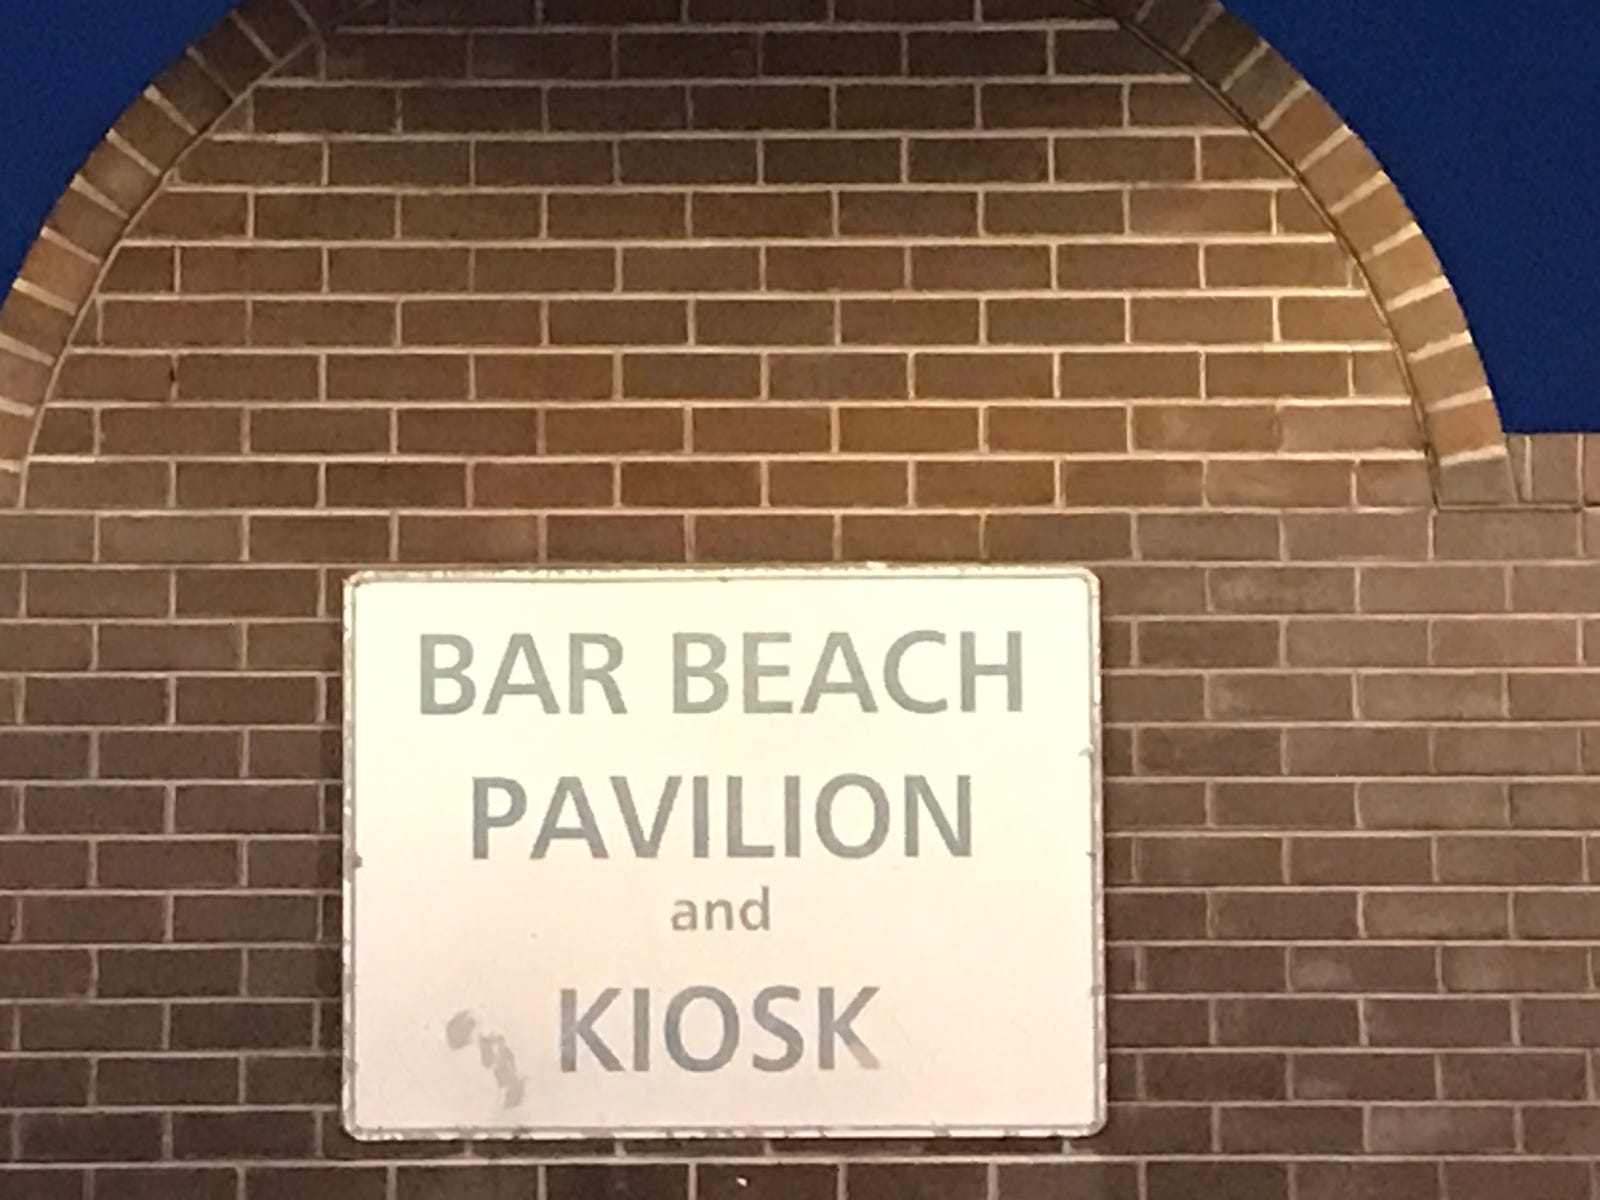 BAR BEACH
PAVILION
and
KIOSK